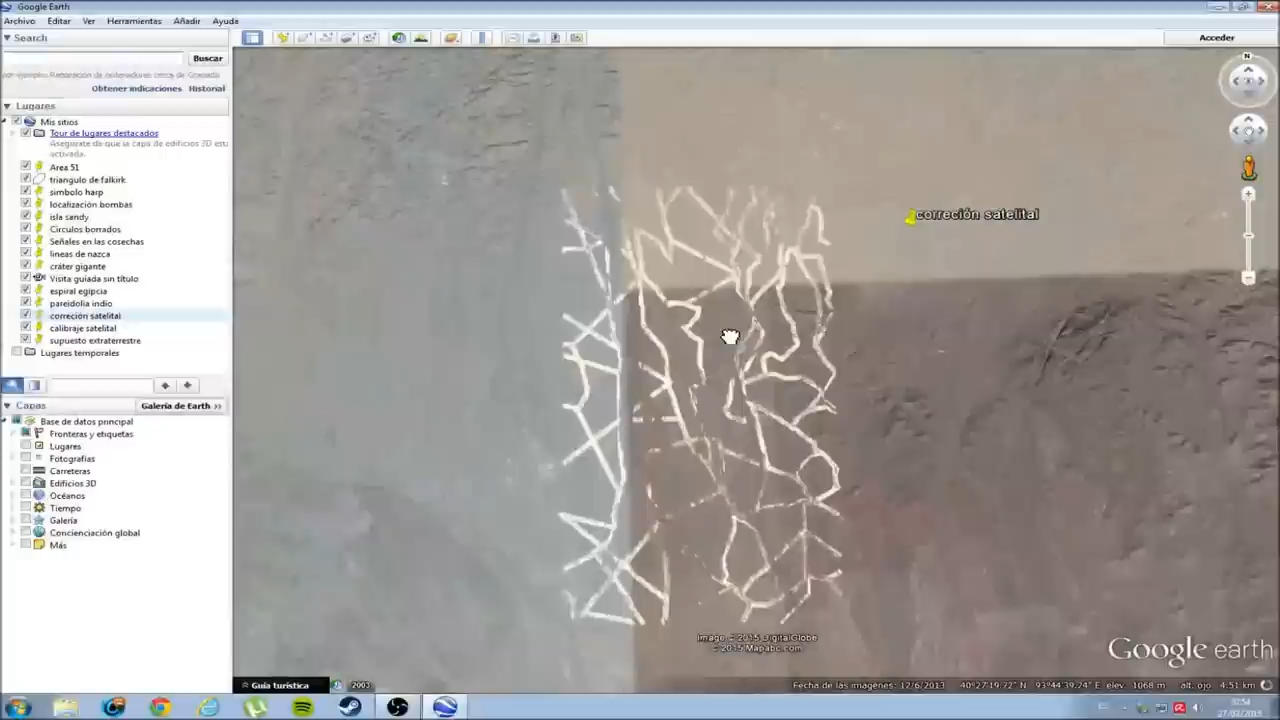 Google Earth
Archivo Editar Ver Herramientas Añadir Ayuda
Search
Buscar
Obtener indicaciones Historial
Lugares
Mis sitios
Tour de lugares destacados
Asegúrate de que la capa de edificios 3D está
activada.
Area 51
triangulo de falkirk
simbolo harp
localización bombas
isla sandy
Circulos borrados
Señales en las cosechas
lineas de nazca
cráter gigante
Visita guiada sin título
espiral egipcia
pareidolia indio
correción satelital
calibraje satelital
supuesto extraterrestre
Lugares temporales
Capas
Galería de Earth >>
Base de datos principal
Fronteras y etiquetas
Lugares
Fotografías
Carreteras
Edificios 3D
Océanos
Tiempo
Galería
Concienciación global
Más
Acceder
N
correción satelital
Image © 2015 DigitalGlobe
© 2015 Mapabc.com
Google earth
Guía turística
2003
Fecha de las imágenes: 12/6/2013 40°27'19.72" N 93°44'39.24" E elev. 1068 m alt. ojo 4.51 km
ES